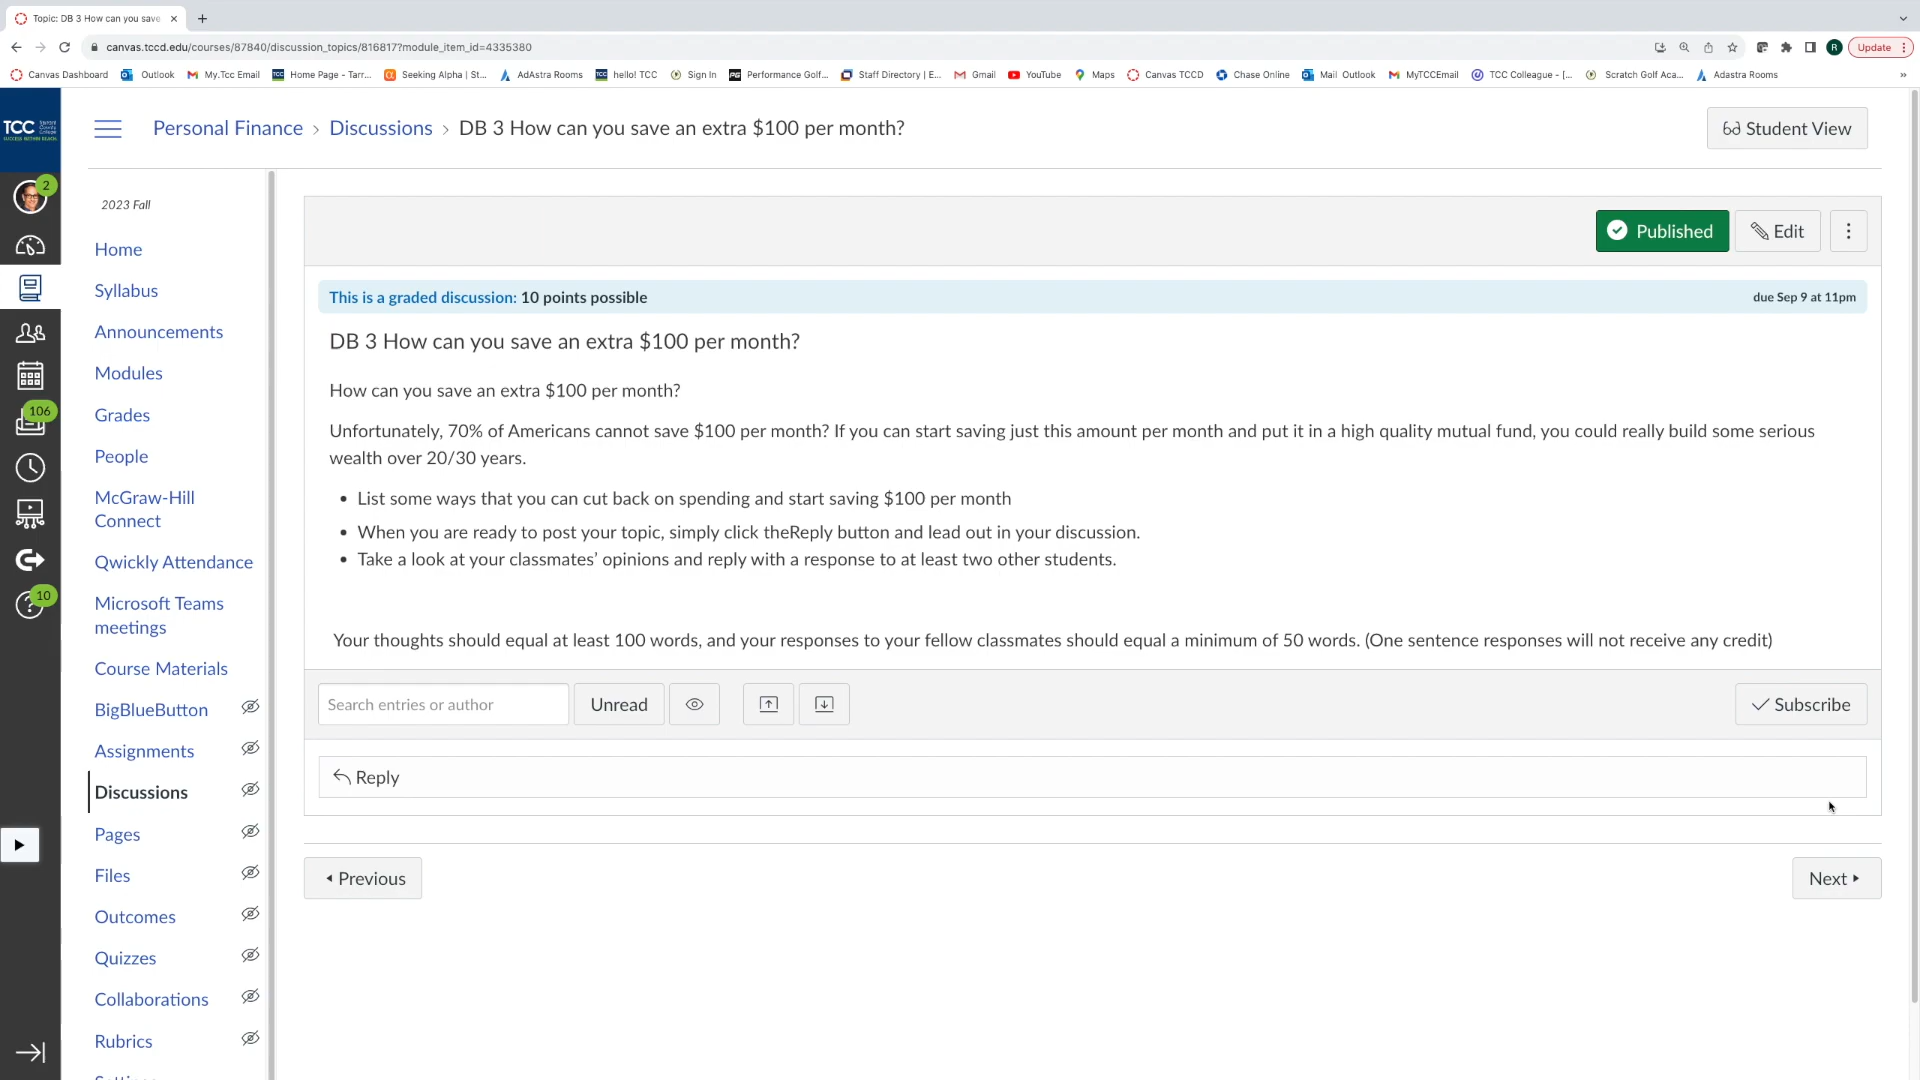 Topic: DB 3 How can you save
canvas.tccd.edu/courses/87840/discussion_topics/816817?module_item_id=4335380
R
Update
Canvas Dashboard
Outlook
My.Tcc Email
Home Page - Tarr...
Seeking Alpha | St...
AdAstra Rooms
hello! TCC
Sign In
Performance Golf...
Staff Directory | E...
Gmail
YouTube
Maps
Canvas TCCD
Chase Online
Mail Outlook
MyTCCEmail
TCC Colleague - [...
Scratch Golf Aca...
Adastra Rooms
»
TCC
Personal Finance › Discussions › DB 3 How can you save an extra $100 per month?
Student View
2
106
10
2023 Fall
Home
Syllabus
Announcements
Modules
Grades
People
McGraw-Hill
Connect
Qwickly Attendance
Microsoft Teams
meetings
Course Materials
BigBlueButton
Assignments
Discussions
Pages
Files
Outcomes
Quizzes
Collaborations
Rubrics
Published
Edit
This is a graded discussion: 10 points possible
due Sep 9 at 11pm
DB 3 How can you save an extra $100 per month?
How can you save an extra $100 per month?
Unfortunately, 70% of Americans cannot save $100 per month? If you can start saving just this amount per month and put it in a high quality mutual fund, you could really build some serious
wealth over 20/30 years.
• List some ways that you can cut back on spending and start saving $100 per month
• When you are ready to post your topic, simply click theReply button and lead out in your discussion.
• Take a look at your classmates’ opinions and reply with a response to at least two other students.
Your thoughts should equal at least 100 words, and your responses to your fellow classmates should equal a minimum of 50 words. (One sentence responses will not receive any credit)
Search entries or author
Unread
Subscribe
Reply
Previous
Next